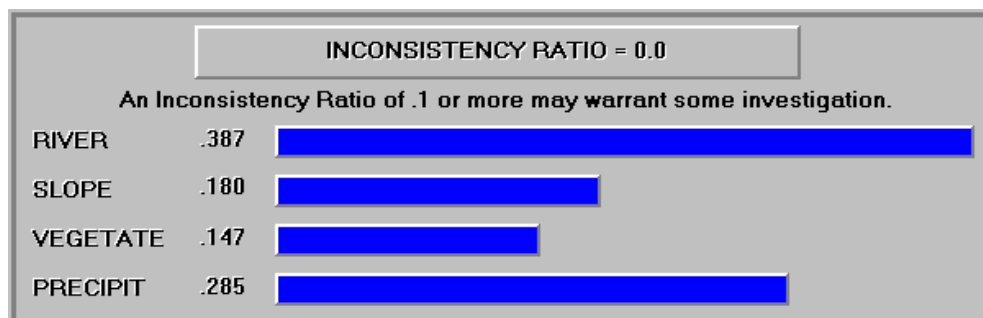 INCONSISTENCY RATIO = 0.0
An Inconsistency Ratio of .1 or more may warrant some investigation.
RIVER .387
SLOPE .180
VEGETATE .147
PRECIPIT .285